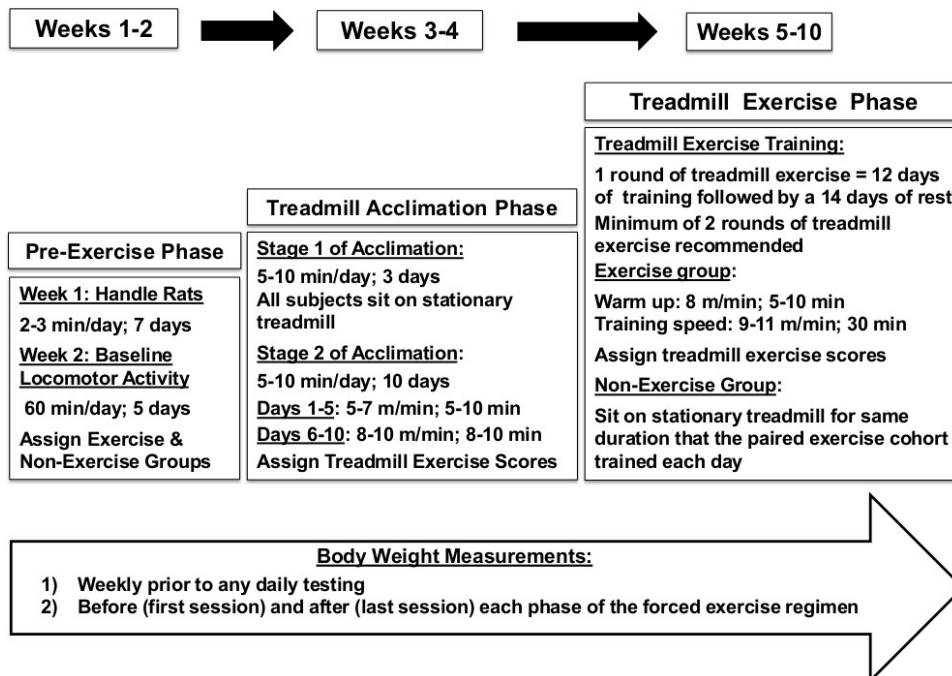 Weeks 1-2
Weeks 3-4
Weeks 5-10
Pre-Exercise Phase
Week 1: Handle Rats
2-3 min/day; 7 days
Week 2: Baseline
Locomotor Activity
60 min/day; 5 days
Assign Exercise &
Non-Exercise Groups
Treadmill Acclimation Phase
Stage 1 of Acclimation:
5-10 min/day; 3 days
All subjects sit on stationary
treadmill
Stage 2 of Acclimation:
5-10 min/day; 10 days
Days 1-5: 5-7 m/min; 5-10 min
Days 6-10: 8-10 m/min; 8-10 min
Assign Treadmill Exercise Scores
Treadmill Exercise Phase
Treadmill Exercise Training:
1 round of treadmill exercise = 12 days
of training followed by a 14 days of rest
Minimum of 2 rounds of treadmill
exercise recommended
Exercise group:
Warm up: 8 m/min; 5-10 min
Training speed: 9-11 m/min; 30 min
Assign treadmill exercise scores
Non-Exercise Group:
Sit on stationary treadmill for same
duration that the paired exercise cohort
trained each day
Body Weight Measurements:
1) Weekly prior to any daily testing
2) Before (first session) and after (last session) each phase of the forced exercise regimen